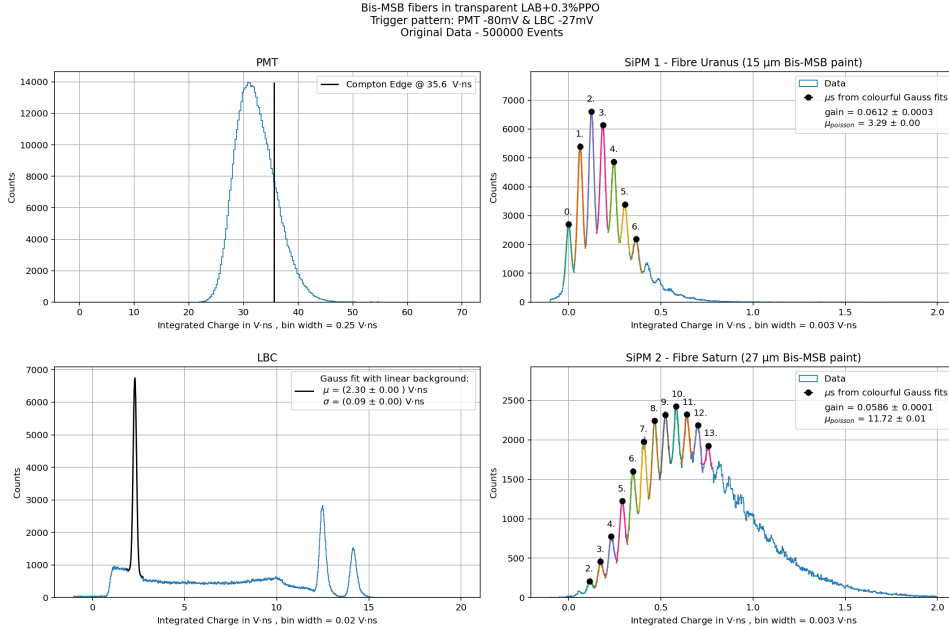 Bis-MSB fibers in transparent LAB+0.3%PPO
Trigger pattern: PMT -80mV & LBC -27mV
Original Data - 500000 Events
PMT
Compton Edge @ 35.6 V·ns
Counts
14000
12000
10000
8000
6000
4000
2000
0
0 10 20 30 40 50 60 70
Integrated Charge in V·ns , bin width = 0.25 V·ns
SiPM 1 - Fibre Uranus (15 μm Bis-MSB paint)
Data
μs from colourful Gauss fits
gain = 0.0612 ± 0.0003
μpoisson = 3.29 ± 0.00
0.
1.
2.
3.
4.
5.
6.
Counts
7000
6000
5000
4000
3000
2000
1000
0
0.0 0.5 1.0 1.5 2.0
Integrated Charge in V·ns , bin width = 0.003 V·ns
LBC
Gauss fit with linear background:
μ = (2.30 ± 0.00 ) V·ns
σ = (0.09 ± 0.00) V·ns
Counts
7000
6000
5000
4000
3000
2000
1000
0
0 5 10 15 20
Integrated Charge in V·ns , bin width = 0.02 V·ns
SiPM 2 - Fibre Saturn (27 μm Bis-MSB paint)
Data
μs from colourful Gauss fits
gain = 0.0586 ± 0.0001
μpoisson = 11.72 ± 0.01
2.
3.
4.
5.
6.
7.
8.
9.
10.
11.
12.
13.
Counts
2500
2000
1500
1000
500
0
0.0 0.5 1.0 1.5 2.0
Integrated Charge in V·ns , bin width = 0.003 V·ns